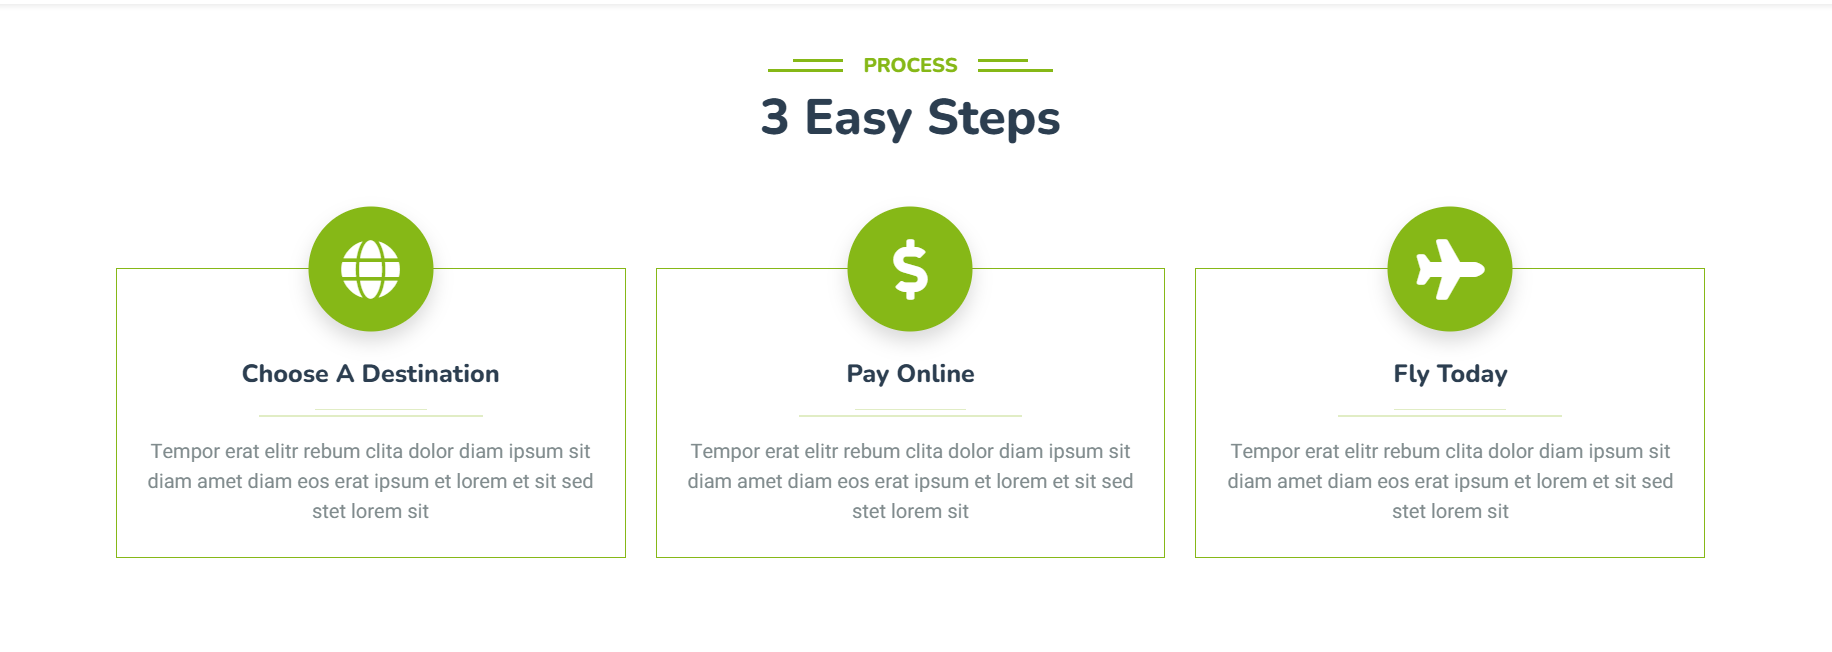 PROCESS
3 Easy Steps
Choose A Destination
Tempor erat elitr rebum clita dolor diam ipsum sit
diam amet diam eos erat ipsum et lorem et sit sed
stet lorem sit
Pay Online
Tempor erat elitr rebum clita dolor diam ipsum sit
diam amet diam eos erat ipsum et lorem et sit sed
stet lorem sit
Fly Today
Tempor erat elitr rebum clita dolor diam ipsum sit
diam amet diam eos erat ipsum et lorem et sit sed
stet lorem sit